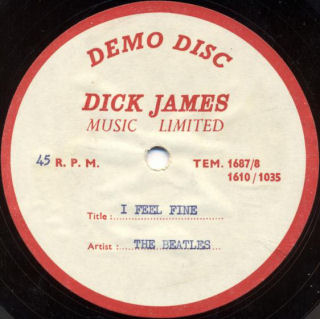 DEMO DISC
DICK JAMES
MUSIC LIMITED
45 R. P. M. TEM. 1687/8
1610/1035
Title :.... I FEEL FINE ....
Artist :.... THE BEATLES ....